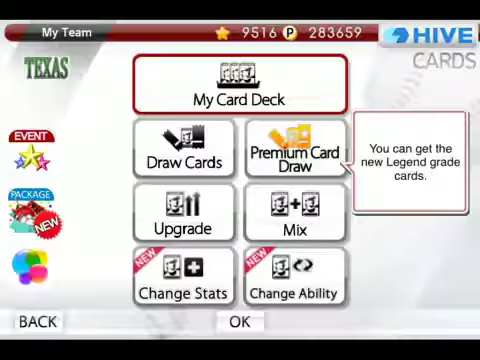 My Team
9516 P 283659
HIVE
CARDS
TEXAS
My Card Deck
Draw Cards
Premium Card
Draw
You can get the
new Legend grade
cards.
EVENT
PACKAGE
NEW
Upgrade
Mix
NEW
Change Stats
NEW
Change Ability
BACK
OK